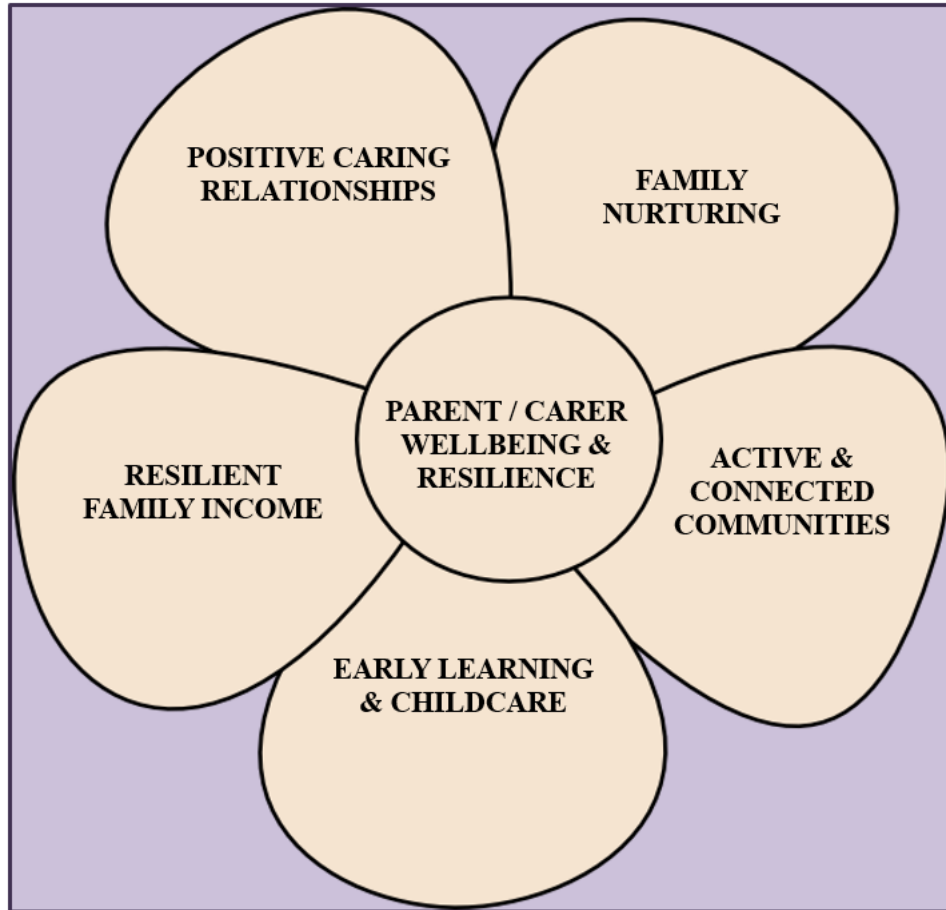 POSITIVE CARING
RELATIONSHIPS
FAMILY
NURTURING
PARENT / CARER
WELLBEING &
RESILIENCE
ACTIVE &
CONNECTED
COMMUNITIES
RESILIENT
FAMILY INCOME
EARLY LEARNING
& CHILDCARE